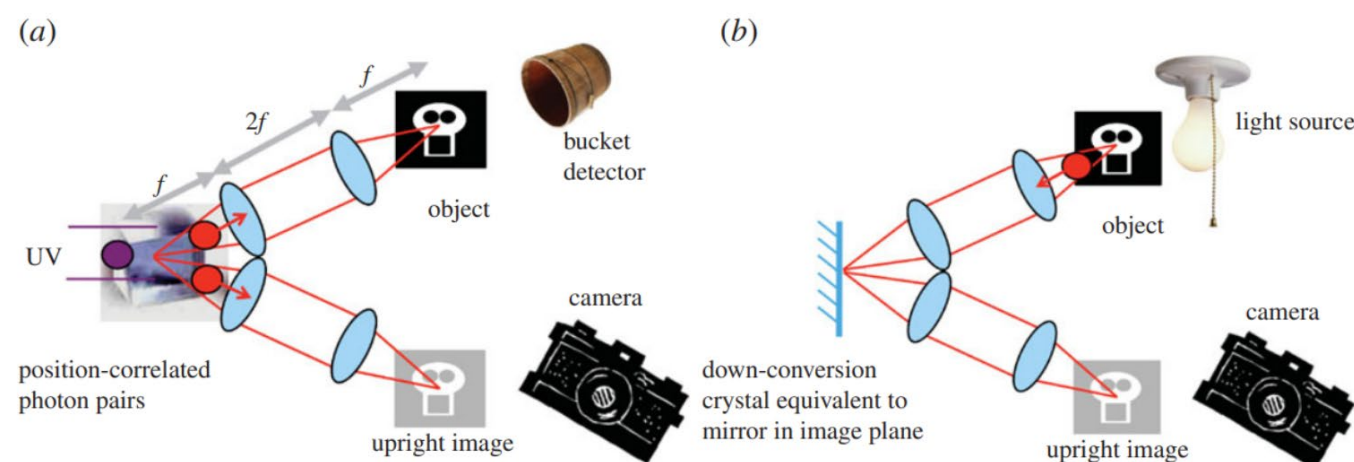 (a)
f
2f
f
bucket
detector
object
UV
camera
position-correlated
photon pairs
upright image
(b)
light source
object
camera
down-conversion
crystal equivalent to
mirror in image plane
upright image